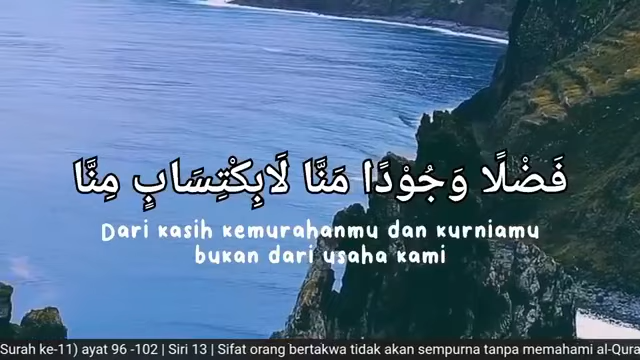 فَضْلًا وَجُوْدًا مَنَّا لَابِكْتِسَابٍ مِنَّا
Dari kasih kemurahanmu dan kurniamu
bukan dari usaha kami
Surah ke-11) ayat 96 -102 | Siri 13 | Sifat orang bertakwa tidak akan sempurna tanpa memahami al-Qur